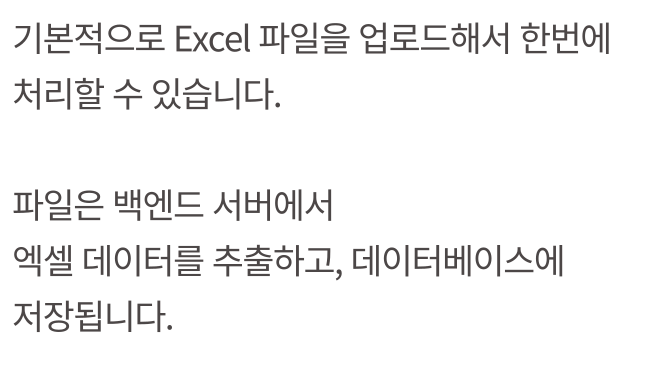 기본적으로 Excel 파일을 업로드해서 한번에
처리할 수 있습니다.
파일은 백엔드 서버에서
엑셀 데이터를 추출하고, 데이터베이스에
저장됩니다.